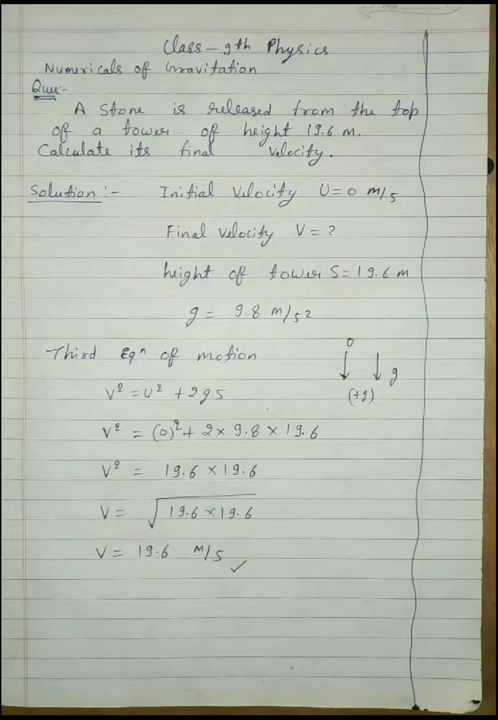 Class - 9th Physics
Numericals of Gravitation
Ques:-
A Stone is released from the top
of a tower of height 19.6 m.
Calculate its final velocity.
Solution :- Initial Velocity U = 0 m/s
Final velocity V = ?
height of tower S = 19.6 m
g = 9.8 m/s2
Third Eqn of motion
0
g
(+g)
V² = U² + 2gs
V² = (0)² + 2 × 9.8 × 19.6
V² = 19.6 × 19.6
V = √19.6 × 19.6
V = 19.6 m/s